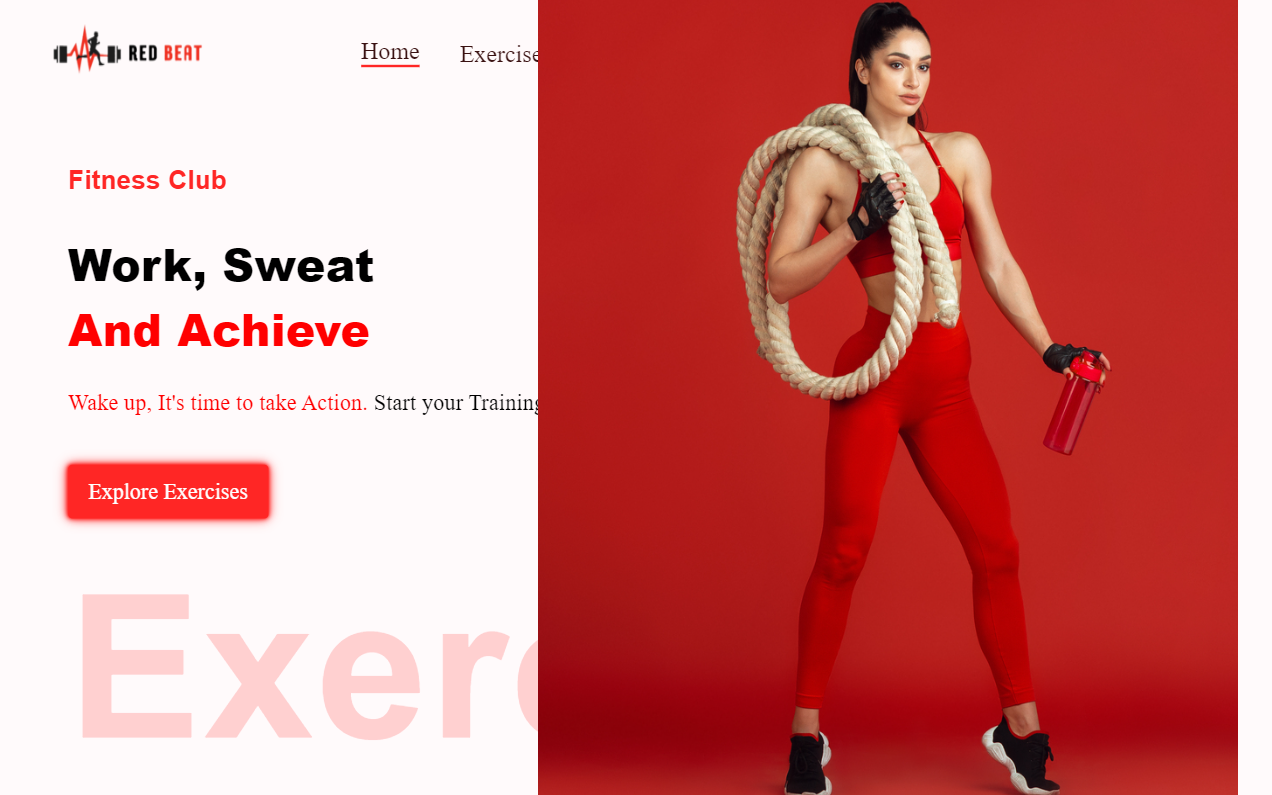 RED BEAT
Home Exercise
Fitness Club
Work, Sweat
And Achieve
Wake up, It's time to take Action. Start your Training
Explore Exercises
Exer